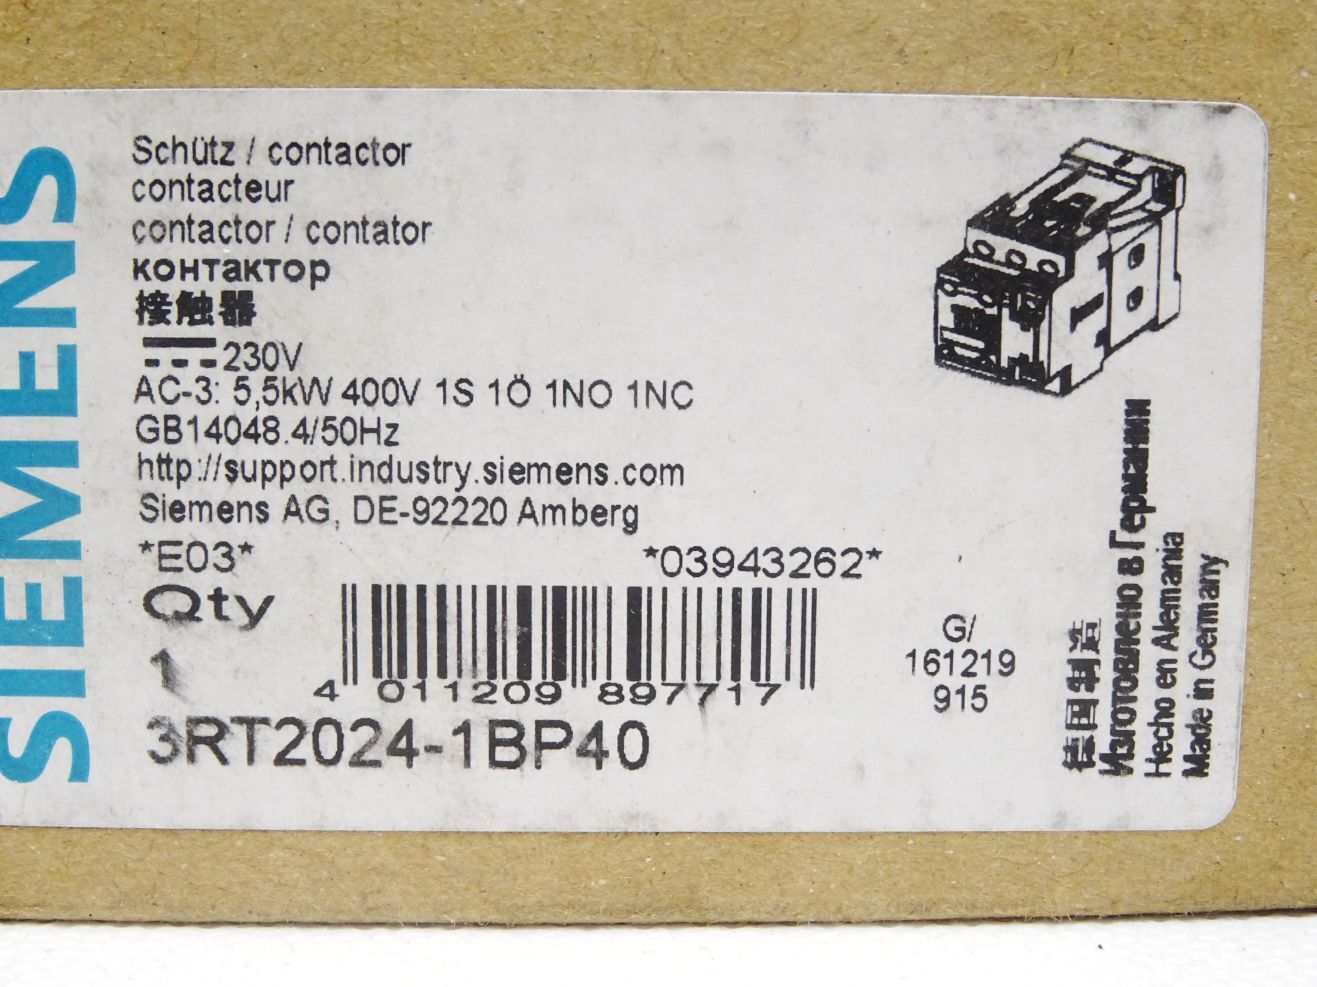 SIEMENS
Schütz / contactor
contacteur
contactor / contator
контактор
接触器
230V
AC-3: 5,5kW 400V 1S 1Ö 1NO 1NC
GB14048.4/50Hz
http://support.industry.siemens.com
Siemens AG, DE-92220 Amberg
*E03* *03943262*
Qty
1
4 011209 897717
3RT2024-1BP40
G/
161219
915
德国制造
Изготовлено в Германии
Hecho en Alemania
Made in Germany